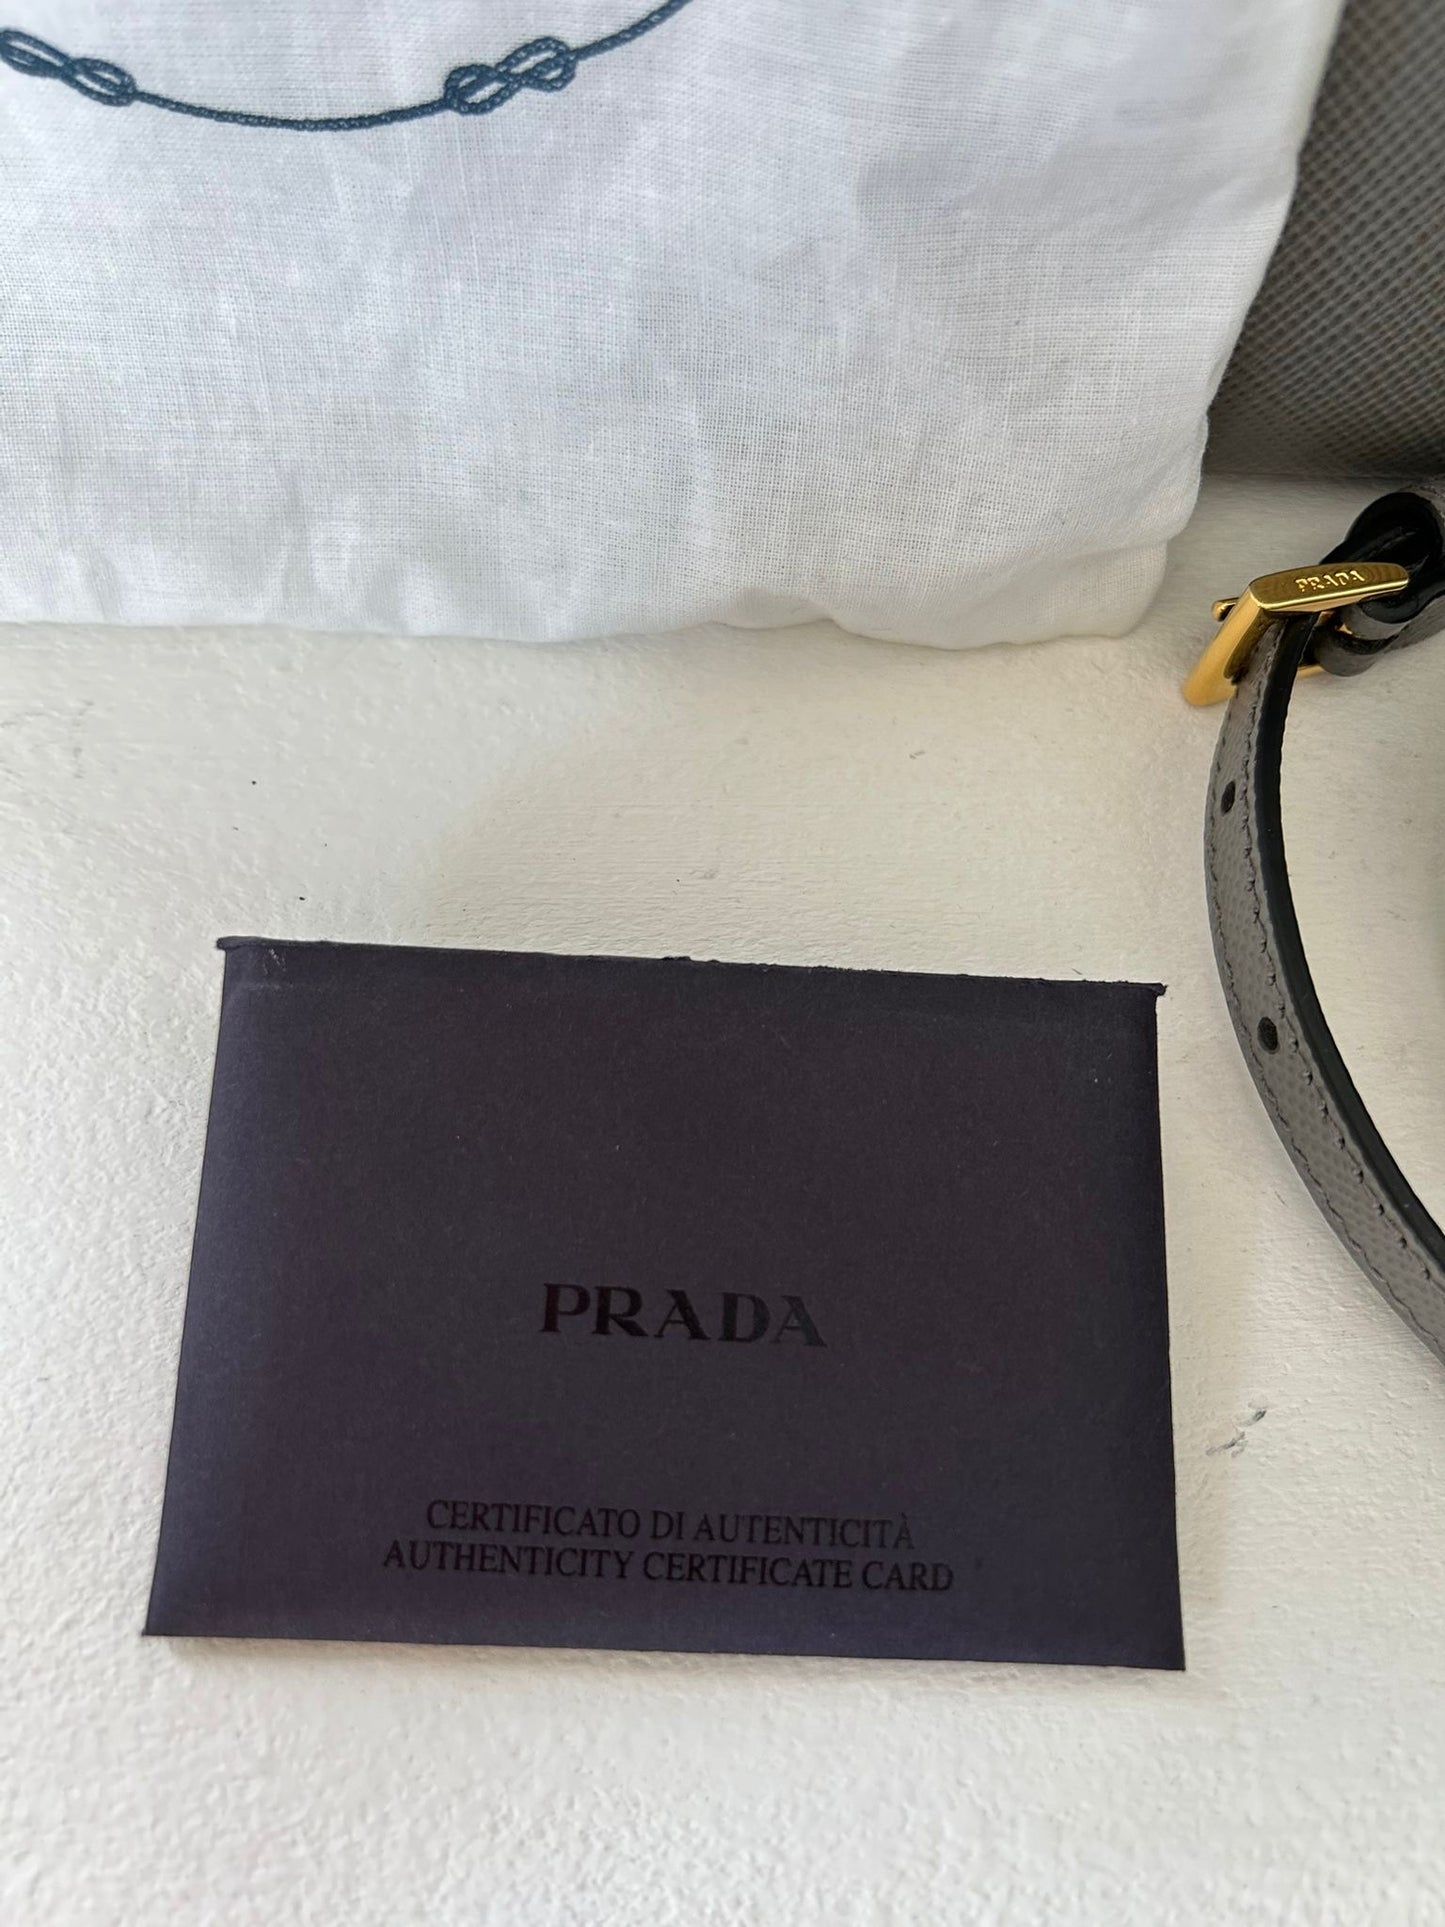 PRADA
PRADA
CERTIFICATO DI AUTENTICITÀ
AUTHENTICITY CERTIFICATE CARD